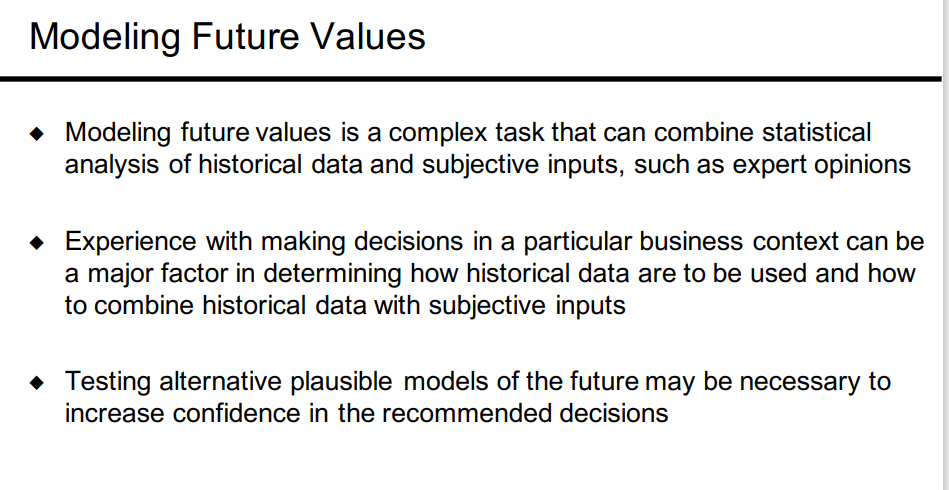 Modeling Future Values
◆ Modeling future values is a complex task that can combine statistical
analysis of historical data and subjective inputs, such as expert opinions
◆ Experience with making decisions in a particular business context can be
a major factor in determining how historical data are to be used and how
to combine historical data with subjective inputs
◆ Testing alternative plausible models of the future may be necessary to
increase confidence in the recommended decisions